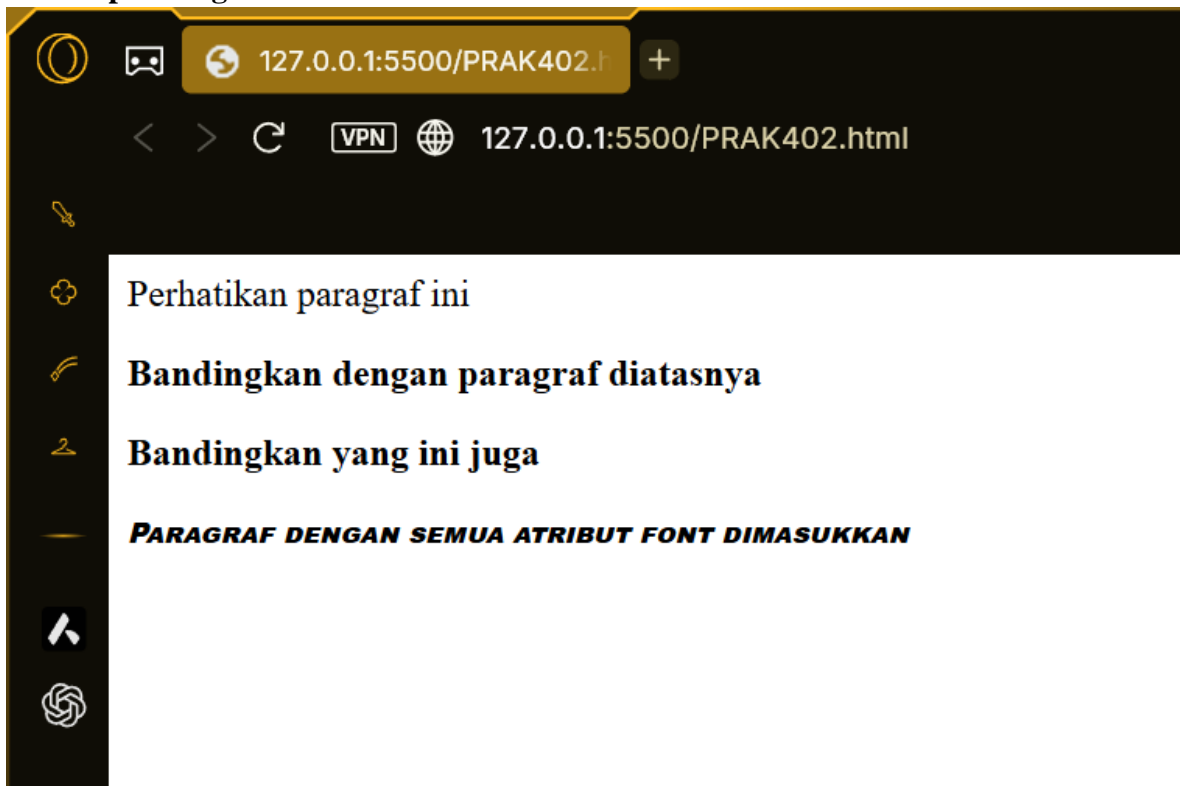 127.0.0.1:5500/PRAK402.h
VPN 127.0.0.1:5500/PRAK402.html
Perhatikan paragraf ini
Bandingkan dengan paragraf diatasnya
Bandingkan yang ini juga
PARAGRAF DENGAN SEMUA ATRIBUT FONT DIMASUKKAN